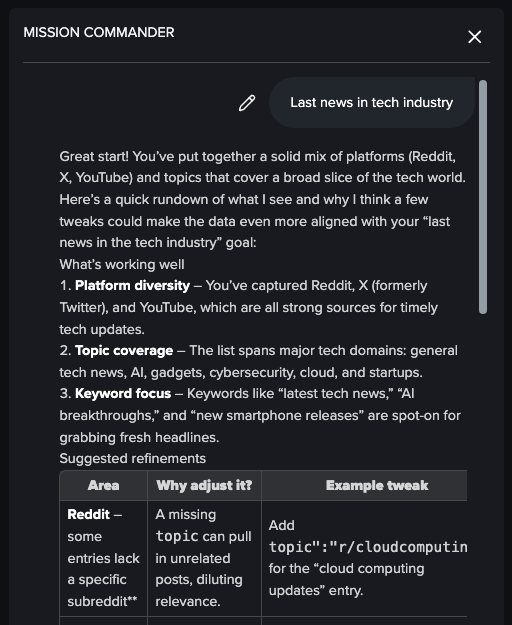 MISSION COMMANDER
Last news in tech industry
Great start! You’ve put together a solid mix of platforms (Reddit,
X, YouTube) and topics that cover a broad slice of the tech world.
Here’s a quick rundown of what I see and why I think a few
tweaks could make the data even more aligned with your “last
news in the tech industry” goal:
What’s working well
1. Platform diversity – You’ve captured Reddit, X (formerly
Twitter), and YouTube, which are all strong sources for timely
tech updates.
2. Topic coverage – The list spans major tech domains: general
tech news, AI, gadgets, cybersecurity, cloud, and startups.
3. Keyword focus – Keywords like “latest tech news,” “AI
breakthroughs,” and “new smartphone releases” are spot-on for
grabbing fresh headlines.
Suggested refinements
Area Why adjust it? Example tweak
Reddit –
some
entries lack
a specific
subreddit**
A missing
topic can pull
in unrelated
posts, diluting
relevance.
Add
topic":"r/cloudcomputin
for the “cloud computing
updates” entry.